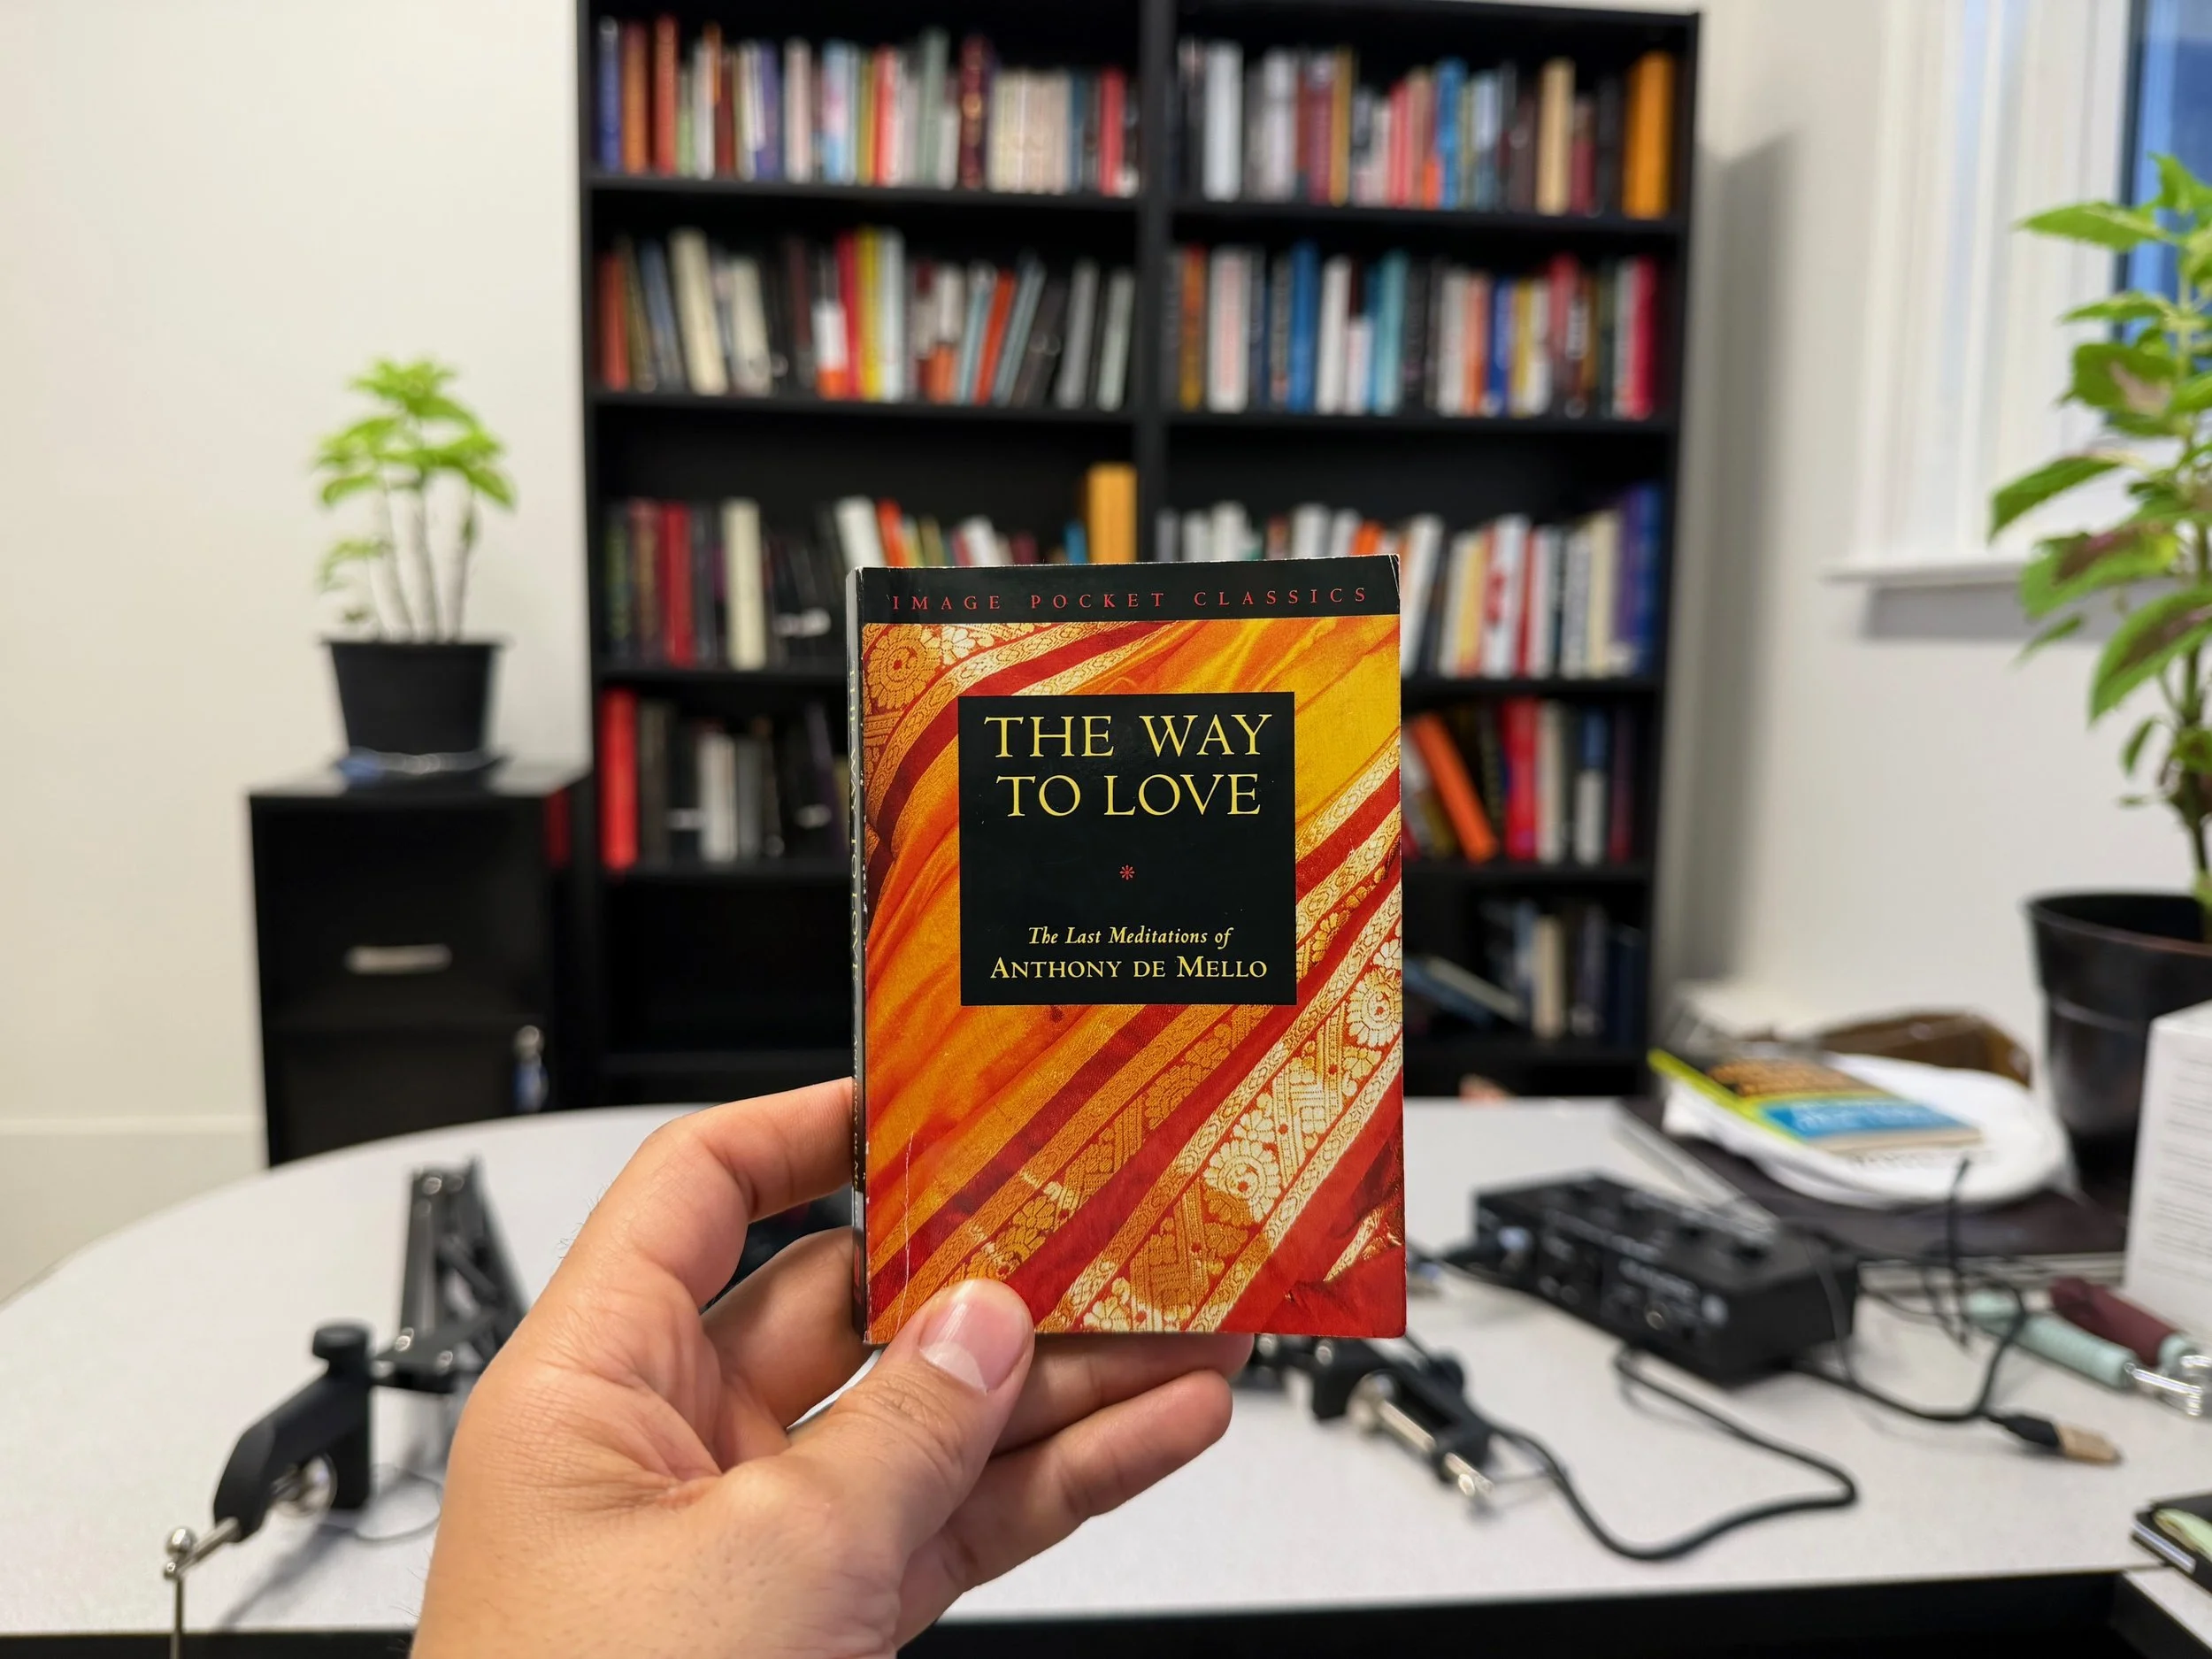 IMAGE POCKET CLASSICS
THE WAY
TO LOVE
The Last Meditations of
ANTHONY DE MELLO